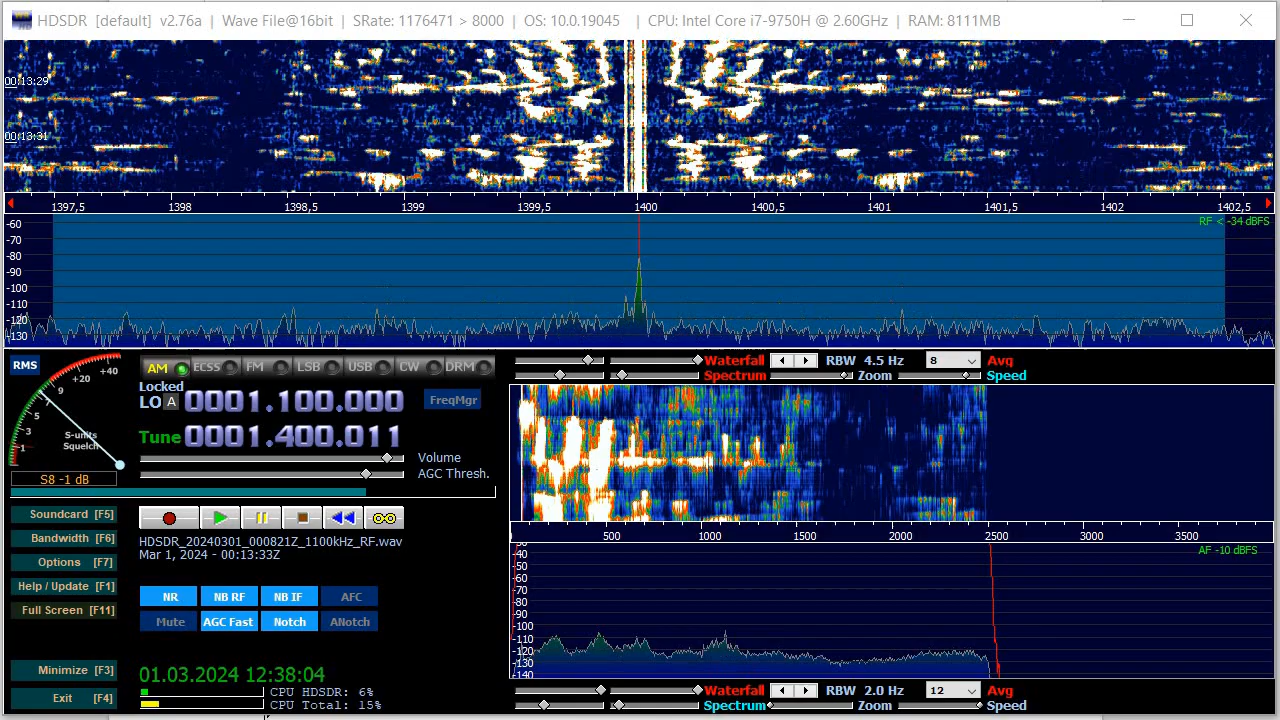 HDSDR [default] v2.76a | Wave File@16bit | SRate: 1176471 > 8000 | OS: 10.0.19045 | CPU: Intel Core i7-9750H @ 2.60GHz | RAM: 8111MB
00:13:29
00:13:31
1397,5 1398 1398,5 1399 1399,5 1400 1400,5 1401 1401,5 1402 1402,5
RF < -34 dBFS
-60
-70
-80
-90
-100
-110
-120
-130
RMS
+40
+20
9
7
5
3
1
S-units
Squelch
S8 -1 dB
AM ECSS FM LSB USB CW DRM
Locked
LO A 0001.100.000 FreqMgr
Tune 0001.400.011
Volume
AGC Thresh.
Waterfall RBW 4.5 Hz 8 Avg
Spectrum Zoom Speed
Soundcard [F5]
Bandwidth [F6]
Options [F7]
Help / Update [F1]
Full Screen [F11]
Minimize [F3]
Exit [F4]
HDSDR_20240301_000821Z_1100kHz_RF.wav
Mar 1, 2024 - 00:13:33Z
NR NB RF NB IF AFC
Mute AGC Fast Notch ANotch
01.03.2024 12:38:04
CPU HDSDR: 6%
CPU Total: 15%
500 1000 1500 2000 2500 3000 3500
AF -10 dBFS
-50
-60
-70
-80
-90
-100
-110
-120
-130
-140
Waterfall RBW 2.0 Hz 12 Avg
Spectrum Zoom Speed